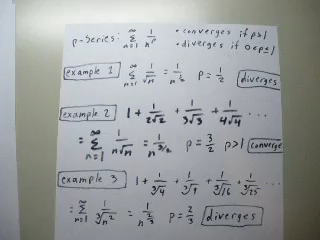 p-series: ∞ Σ n=1 1/n^p • converges if p>1
• diverges if 0<p≤1
example 1 ∞ Σ n=1 1/√n = 1/n^½ p = 1/2 diverges
example 2 1 + 1/2√2 + 1/3√3 + 1/4√4 ...
= ∞ Σ n=1 1/n√n = 1/n^3/2 p = 3/2 p>1 converge
example 3 1 + 1/∛4 + 1/∛9 + 1/∛16 + 1/∛25 ...
= ∞ Σ n=1 1/∛n² = 1/n^2/3 p = 2/3 diverges